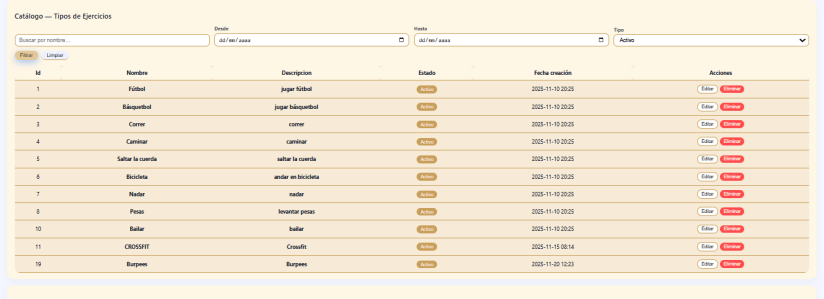 Catálogo — Tipos de Ejercicios
Desde Hasta Tipo
Buscar por nombre... dd/mm/aaaa dd/mm/aaaa Activo
Filtrar Limpiar
Id Nombre Descripcion Estado Fecha creación Acciones
1 Fútbol jugar fútbol Activo 2025-11-10 20:25 Editar Eliminar
2 Básquetbol jugar básquetbol Activo 2025-11-10 20:25 Editar Eliminar
3 Correr correr Activo 2025-11-10 20:25 Editar Eliminar
4 Caminar caminar Activo 2025-11-10 20:25 Editar Eliminar
5 Saltar la cuerda saltar la cuerda Activo 2025-11-10 20:25 Editar Eliminar
6 Bicicleta andar en bicicleta Activo 2025-11-10 20:25 Editar Eliminar
7 Nadar nadar Activo 2025-11-10 20:25 Editar Eliminar
8 Pesas levantar pesas Activo 2025-11-10 20:25 Editar Eliminar
10 Bailar bailar Activo 2025-11-10 20:25 Editar Eliminar
11 CROSSFIT Crossfit Activo 2025-11-15 08:14 Editar Eliminar
19 Burpees Burpees Activo 2025-11-20 12:23 Editar Eliminar